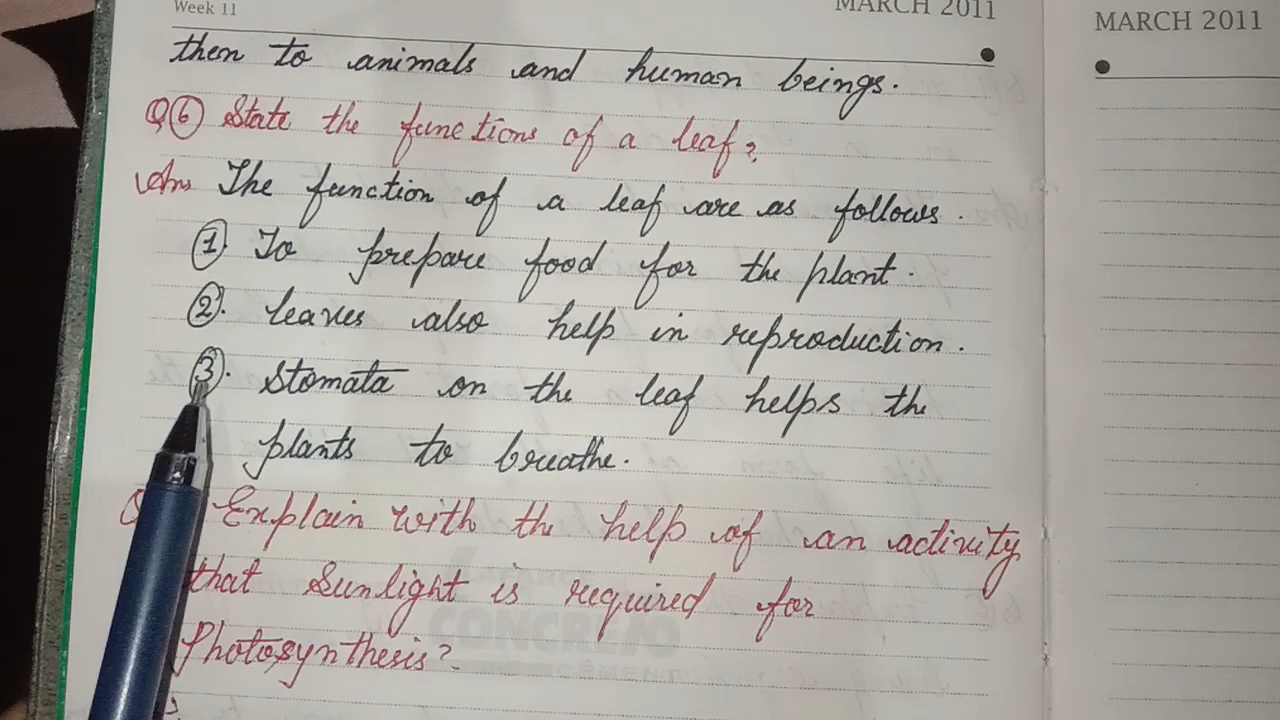 Week 11
MARCH 2011
MARCH 2011
then to animals and human beings.
Q6 State the functions of a leaf?
Ans The function of a leaf are as follows.
1. To prepare food for the plant.
2. leaves also help in reproduction.
3. Stomata on the leaf helps the
plants to breathe.
Q Explain with the help of an activity
that Sunlight is required for
Photosynthesis?